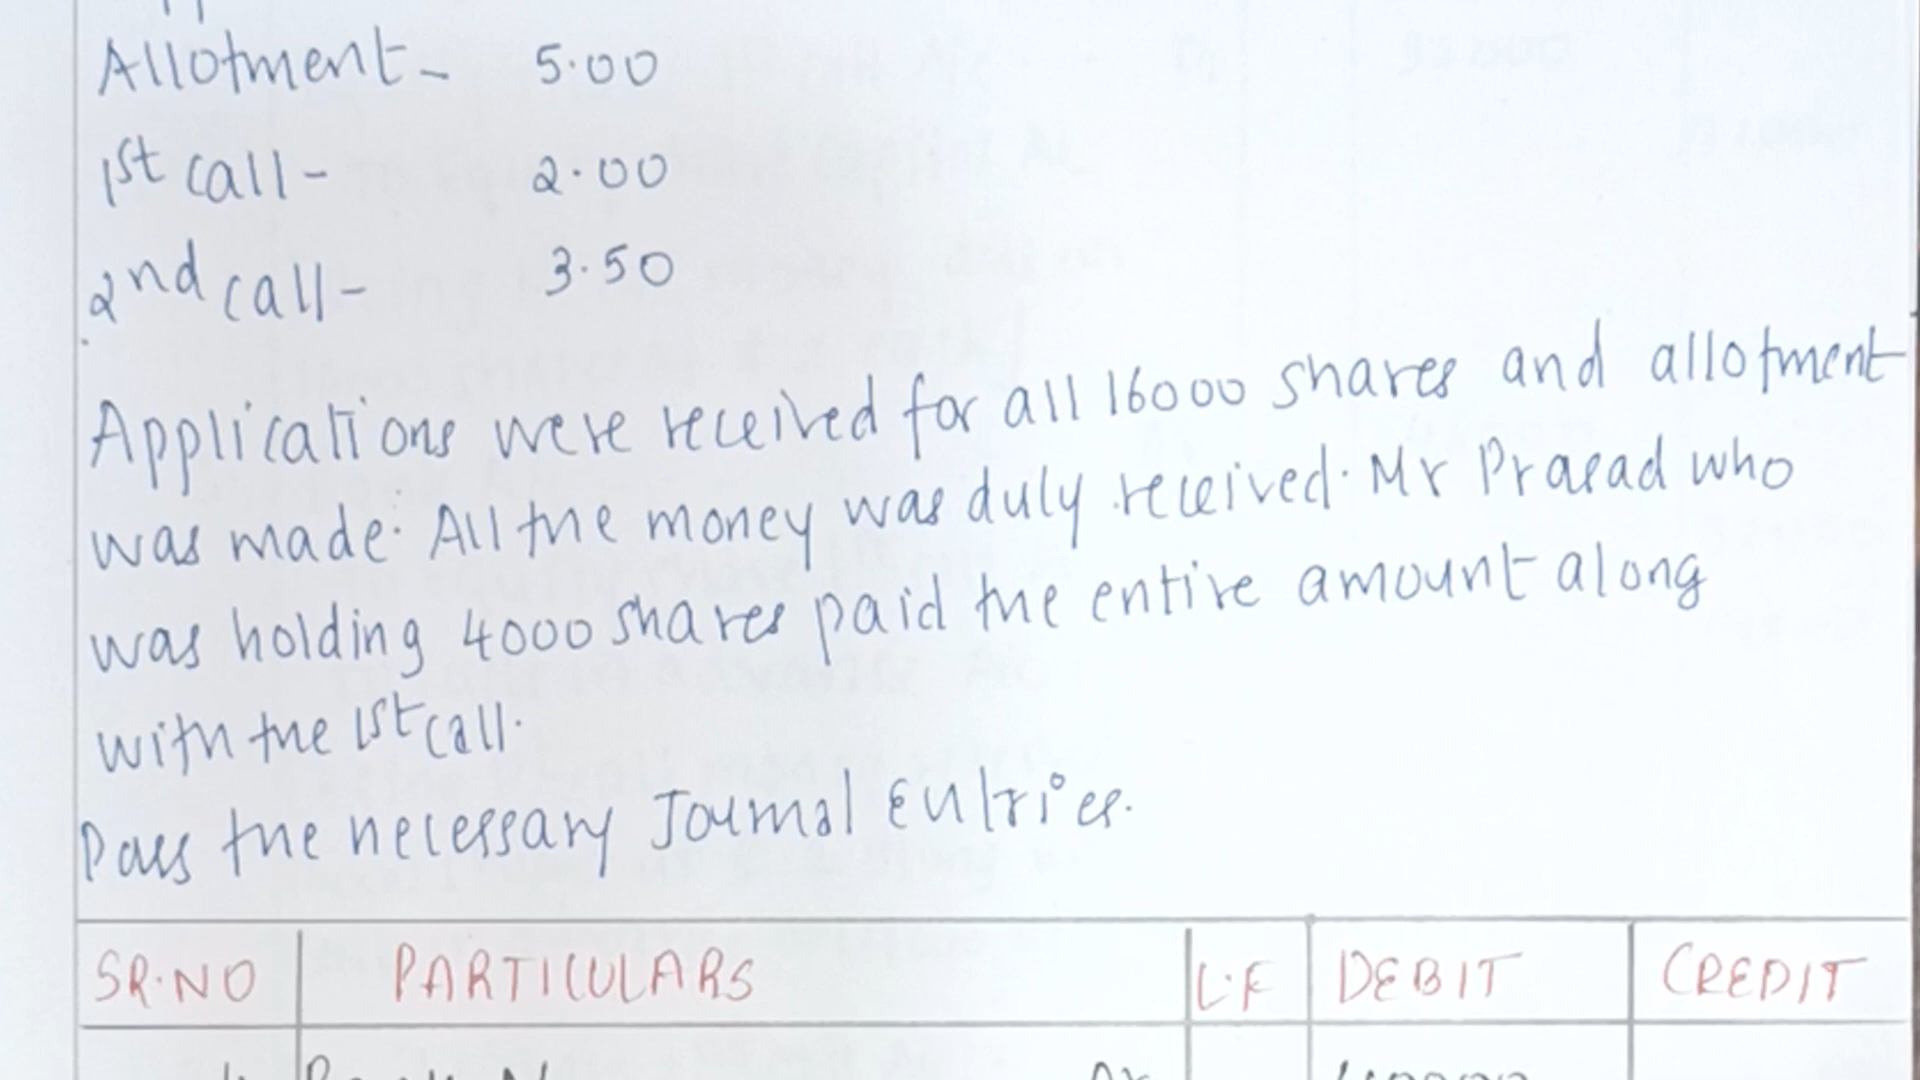 Allotment - 5.00
1st call - 2.00
2nd call - 3.50
Applications were received for all 16000 shares and allotment
was made. All the money was duly received. Mr Prasad who
was holding 4000 shares paid the entire amount along
with the 1st call.
Pass the necessary Journal Entries.
SR.NO PARTICULARS L.F DEBIT CREDIT